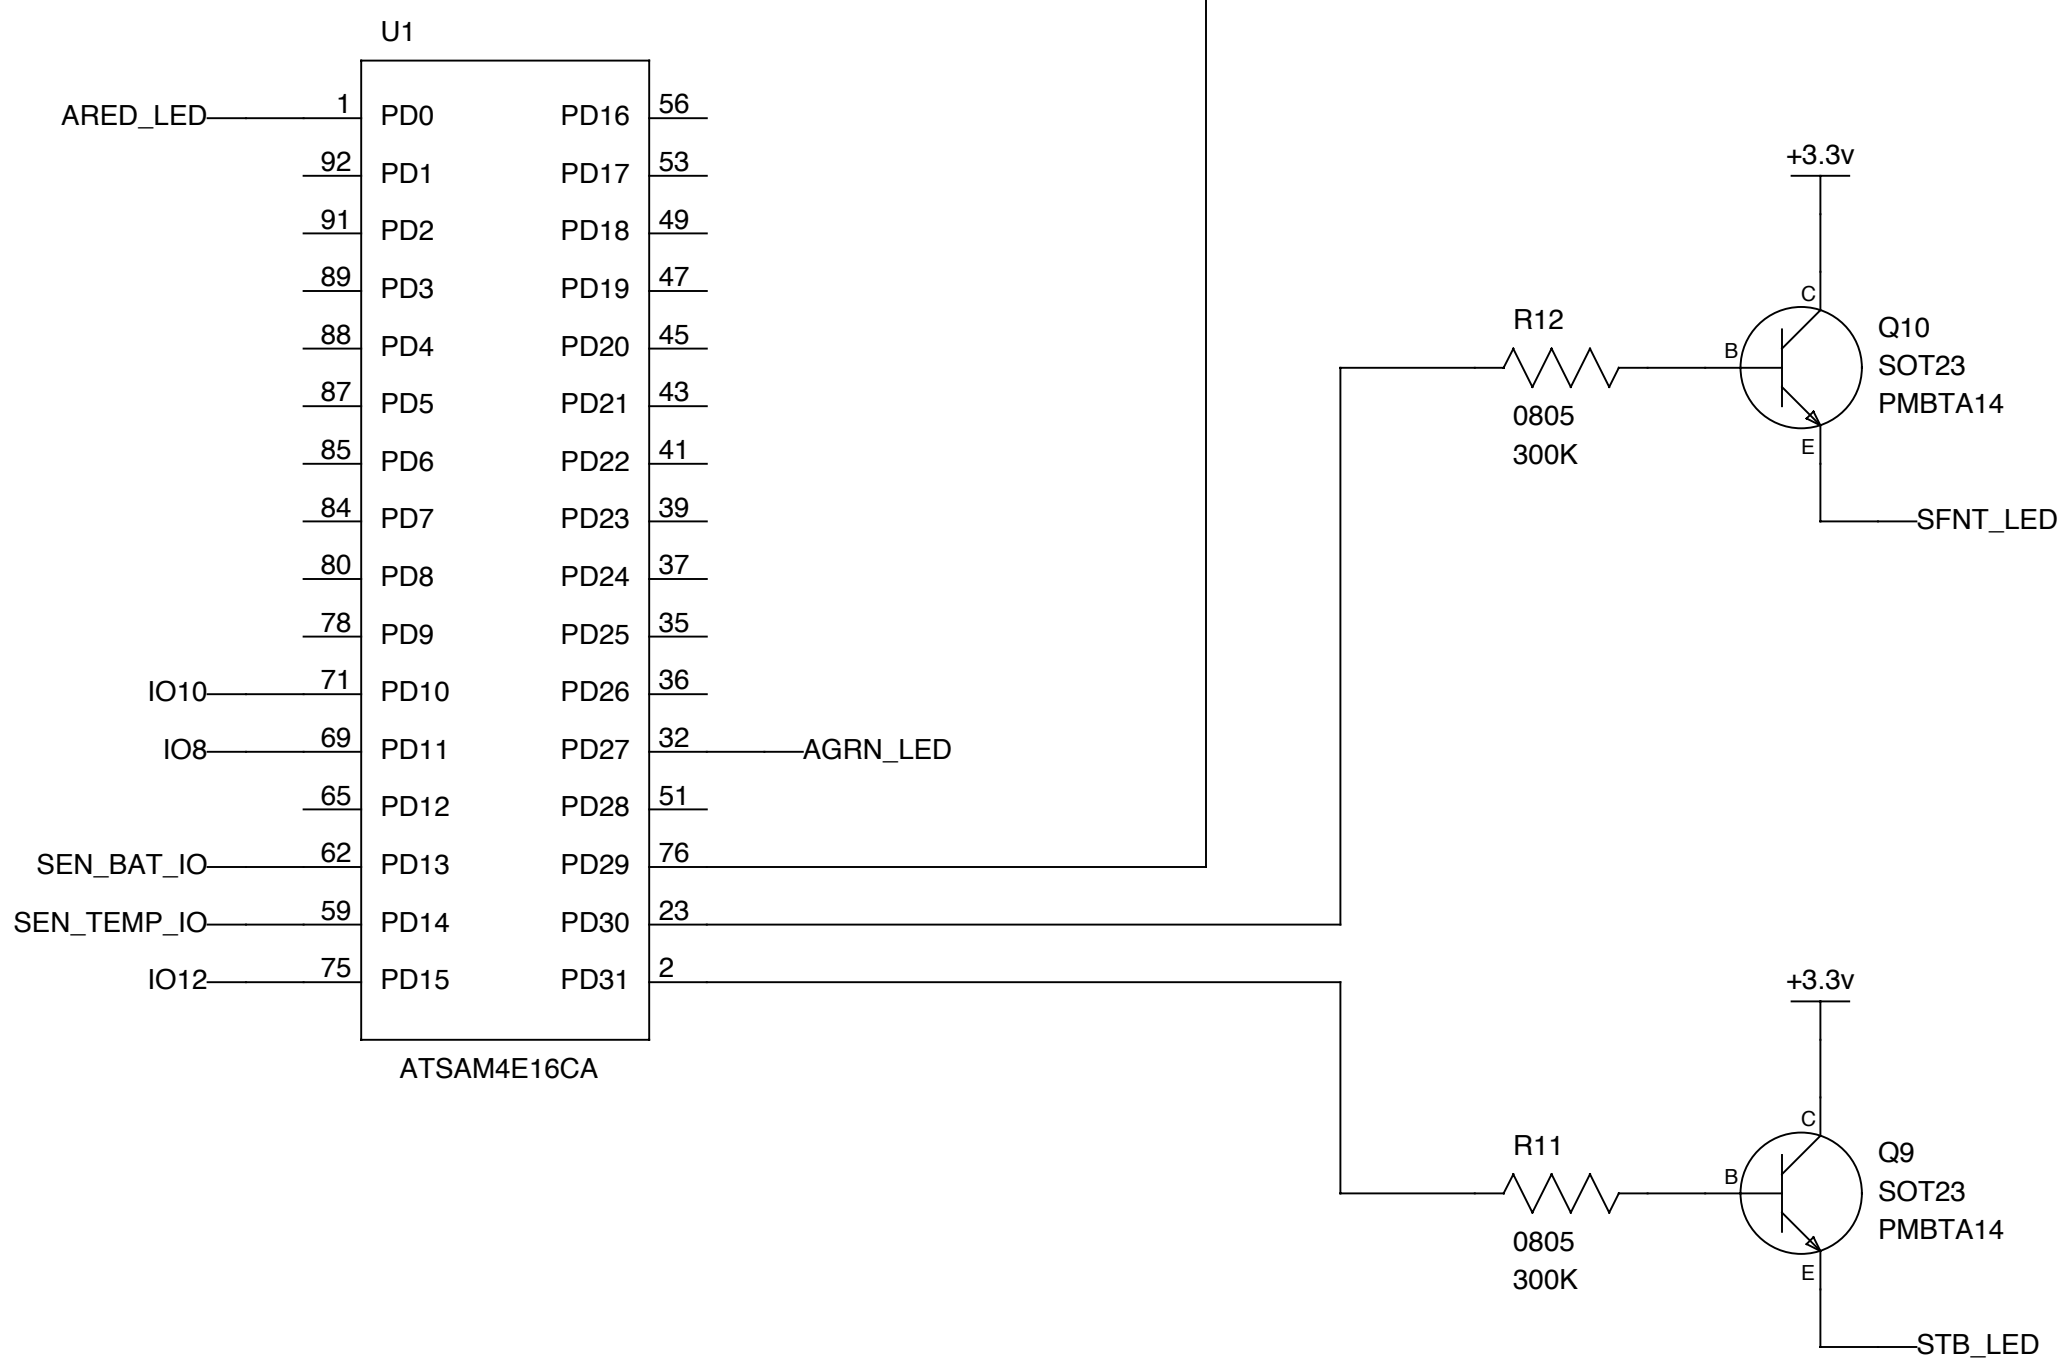 U1
ARED_LED 1 PD0 PD16 56
92 PD1 PD17 53
91 PD2 PD18 49
89 PD3 PD19 47
88 PD4 PD20 45
87 PD5 PD21 43
85 PD6 PD22 41
84 PD7 PD23 39
80 PD8 PD24 37
78 PD9 PD25 35
IO10 71 PD10 PD26 36
IO8 69 PD11 PD27 32 AGRN_LED
65 PD12 PD28 51
SEN_BAT_IO 62 PD13 PD29 76
SEN_TEMP_IO 59 PD14 PD30 23
IO12 75 PD15 PD31 2
ATSAM4E16CA
+3.3v
C
R12
B
Q10
SOT23
PMBTA14
0805
300K
E
SFNT_LED
+3.3v
C
R11
B
Q9
SOT23
PMBTA14
0805
300K
E
STB_LED